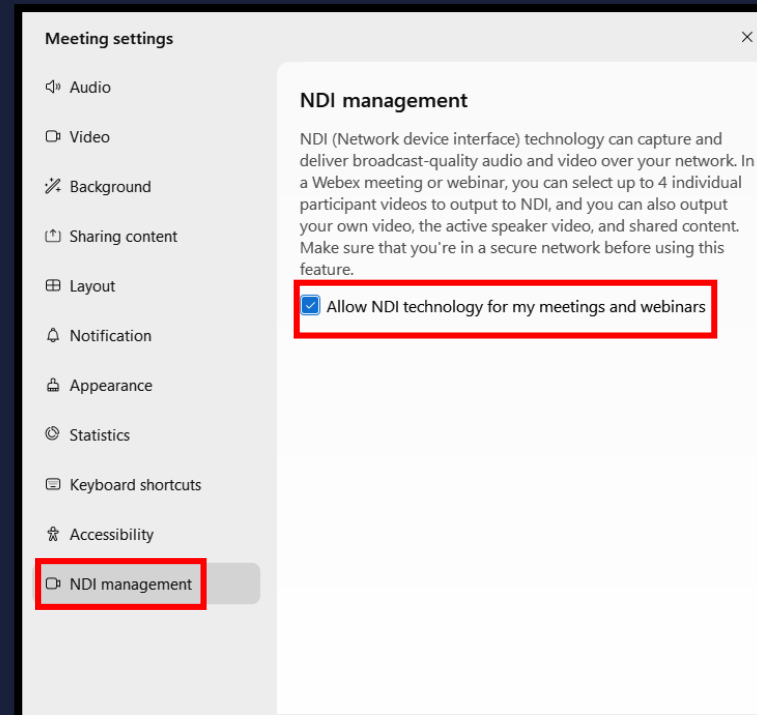 Meeting settings
Audio
Video
Background
Sharing content
Layout
Notification
Appearance
Statistics
Keyboard shortcuts
Accessibility
NDI management
NDI management
NDI (Network device interface) technology can capture and
deliver broadcast-quality audio and video over your network. In
a Webex meeting or webinar, you can select up to 4 individual
participant videos to output to NDI, and you can also output
your own video, the active speaker video, and shared content.
Make sure that you're in a secure network before using this
feature.
Allow NDI technology for my meetings and webinars